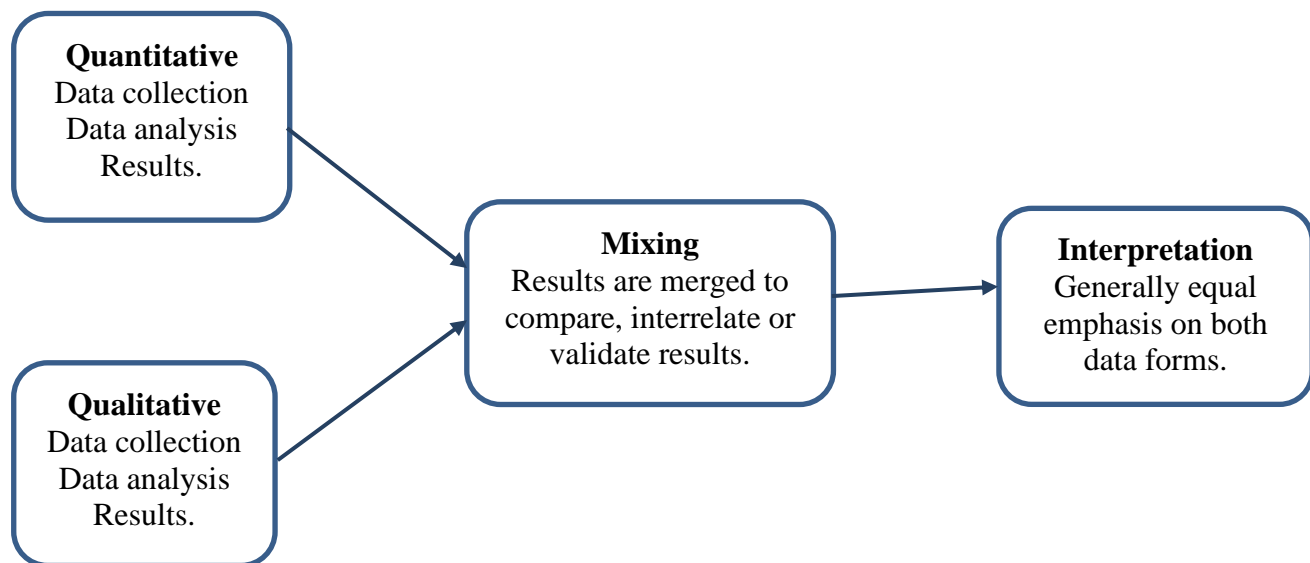 Quantitative
Data collection
Data analysis
Results.
Qualitative
Data collection
Data analysis
Results.
Mixing
Results are merged to
compare, interrelate or
validate results.
Interpretation
Generally equal
emphasis on both
data forms.